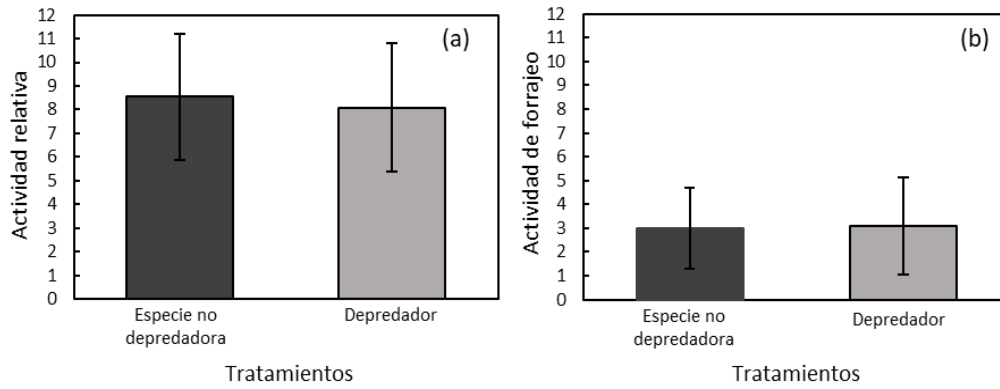 Actividad relativa
12
11
10
9
8
7
6
5
4
3
2
1
0
(a)
Especie no
depredadora
Depredador
Tratamientos
Actividad de forrajeo
12
11
10
9
8
7
6
5
4
3
2
1
0
(b)
Especie no
depredadora
Depredador
Tratamientos